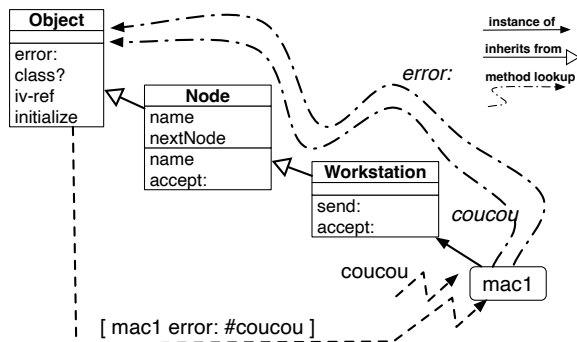 Object
error:
class?
iv-ref
initialize
Node
name
nextNode
name
accept:
Workstation
send:
accept:
instance of
inherits from
method lookup
error:
coucou
coucou
mac1
[ mac1 error: #coucou ]